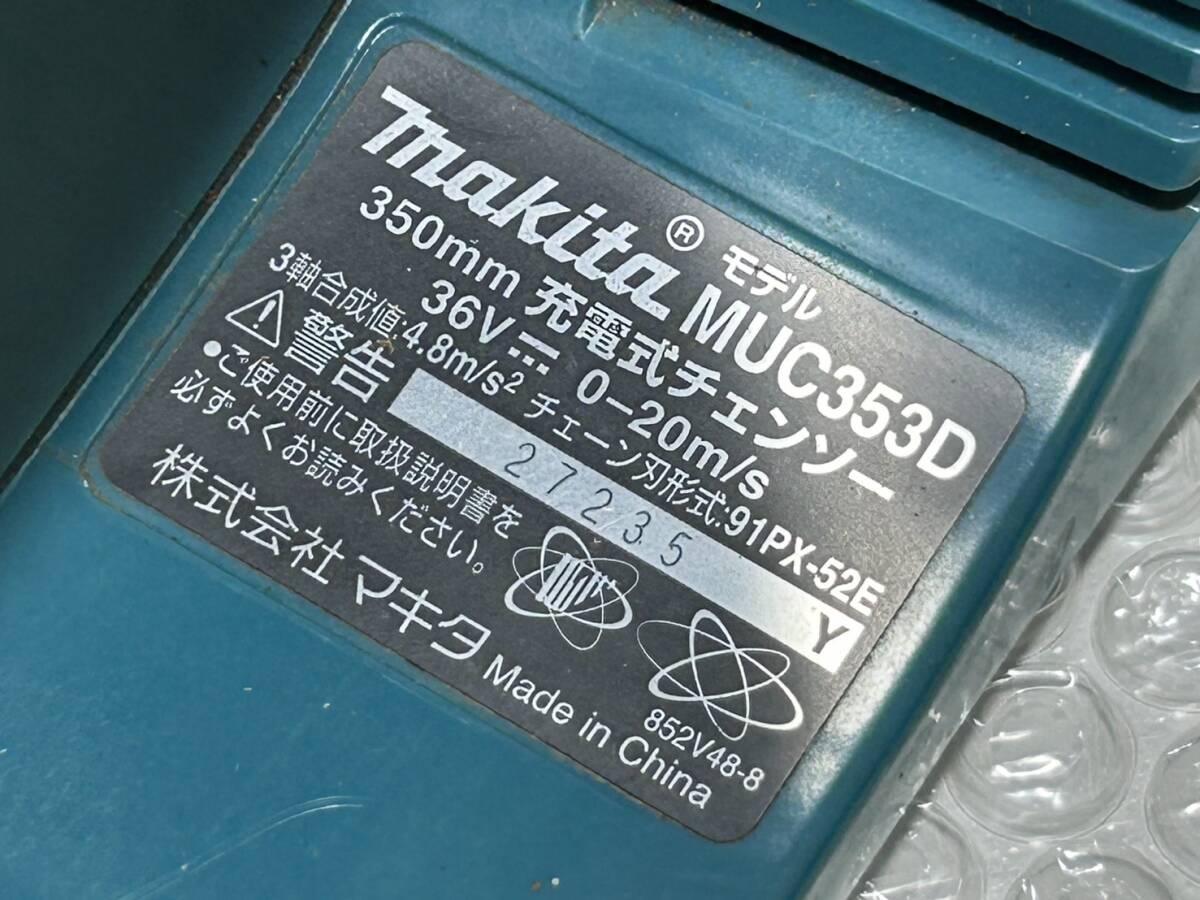 makita® モデル
MUC353D
350mm 充電式チェンソー
36V⎓ 0-20m/s
3軸合成値:4.8m/s² チェーン刃形式:91PX-52E
⚠警告
27235 Y
●ご使用前に取扱説明書を
必ずよくお読みください。
株式会社 マキタ Made in China
852V48-8